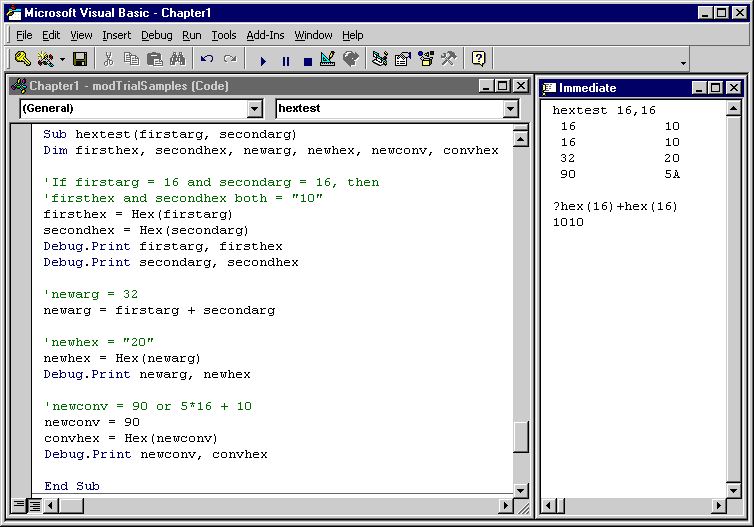 Microsoft Visual Basic - Chapter1
File Edit View Insert Debug Run Tools Add-Ins Window Help
Chapter1 - modTrialSamples (Code)
(General)
hextest
Sub hextest(firstarg, secondarg)
Dim firsthex, secondhex, newarg, newhex, newconv, convhex
'If firstarg = 16 and secondarg = 16, then
'firsthex and secondhex both = "10"
firsthex = Hex(firstarg)
secondhex = Hex(secondarg)
Debug.Print firstarg, firsthex
Debug.Print secondarg, secondhex
'newarg = 32
newarg = firstarg + secondarg
'newhex = "20"
newhex = Hex(newarg)
Debug.Print newarg, newhex
'newconv = 90 or 5*16 + 10
newconv = 90
convhex = Hex(newconv)
Debug.Print newconv, convhex
End Sub
Immediate
hextest 16,16
16 10
16 10
32 20
90 5A
?hex(16)+hex(16)
1010